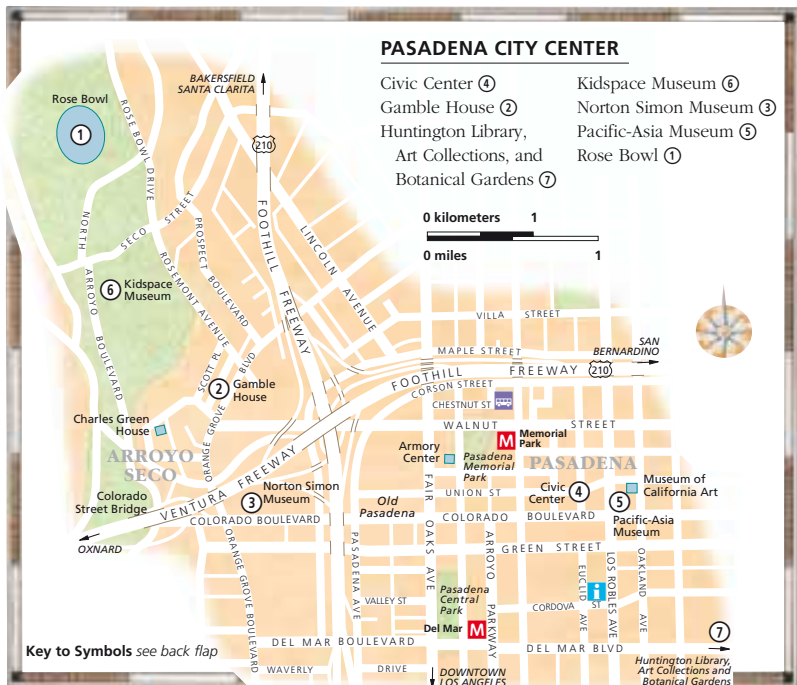 PASADENA CITY CENTER
Civic Center ④
Gamble House ②
Huntington Library,
Art Collections, and
Botanical Gardens ⑦
Kidspace Museum ⑥
Norton Simon Museum ③
Pacific-Asia Museum ⑤
Rose Bowl ①
0 kilometers 1
0 miles 1
BAKERSFIELD
SANTA CLARITA
Rose Bowl
①
ROSE BOWL DRIVE
210
FOOTHILL FREEWAY
LINCOLN AVENUE
SECO STREET
PROSPECT BOULEVARD
NORTH ARROYO BOULEVARD
ROSEMONT AVENUE
⑥ Kidspace
Museum
VILLA STREET
SAN
BERNARDINO
MAPLE STREET
FOOTHILL FREEWAY
210
CORSON STREET
SCOTT PL
② Gamble
House
ORANGE GROVE BLVD
CHESTNUT ST
Charles Green
House
WALNUT STREET
M Memorial
Park
ARROYO
SECO
Armory
Center
Pasadena
Memorial
Park
PASADENA
VENTURA FREEWAY
Colorado
Street Bridge
③ Norton Simon
Museum
Old
Pasadena
UNION ST
Civic
Center ④
Museum of
California Art
⑤
Pacific-Asia
Museum
COLORADO BOULEVARD
COLORADO BOULEVARD
OXNARD
GREEN STREET
FAIR OAKS AVE
ARROYO PARKWAY
PASADENA AVE
ORANGE GROVE BOULEVARD
EUCLID AVE
LOS ROBLES AVE
OAKLAND AVE
Pasadena
Central
Park
VALLEY ST
i
CORDOVA ST
Del Mar M
DEL MAR BOULEVARD
DEL MAR BLVD
⑦
Huntington Library,
Art Collections and
Botanical Gardens
WAVERLY DRIVE
DOWNTOWN
LOS ANGELES
Key to Symbols see back flap